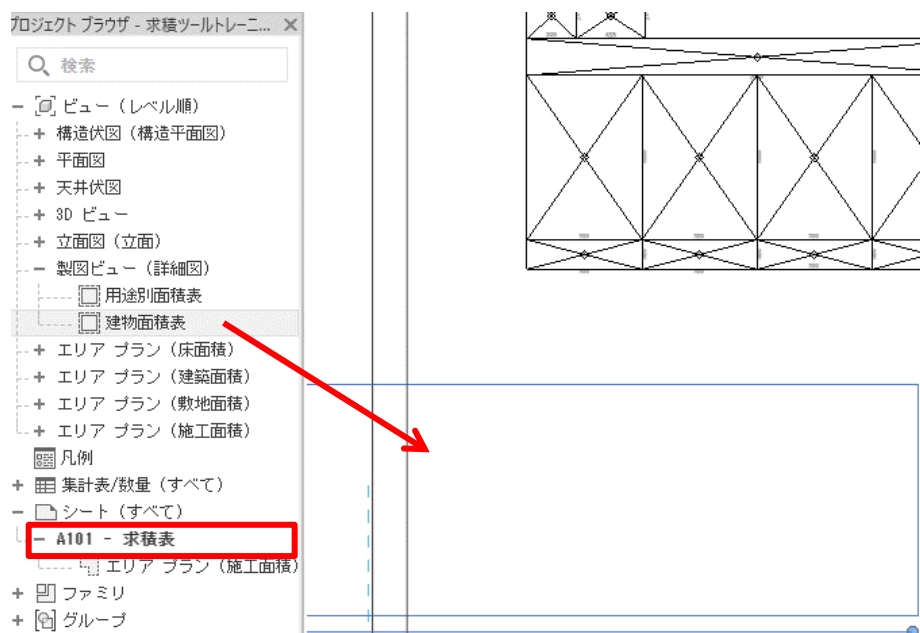 プロジェクト ブラウザ - 求積ツールトレーニ...
検索
ビュー (レベル順)
構造伏図 (構造平面図)
平面図
天井伏図
3D ビュー
立面図 (立面)
製図ビュー (詳細図)
用途別面積表
建物面積表
エリア プラン (床面積)
エリア プラン (建築面積)
エリア プラン (敷地面積)
エリア プラン (施工面積)
凡例
集計表/数量 (すべて)
シート (すべて)
A101 - 求積表
エリア プラン (施工面積)
ファミリ
グループ